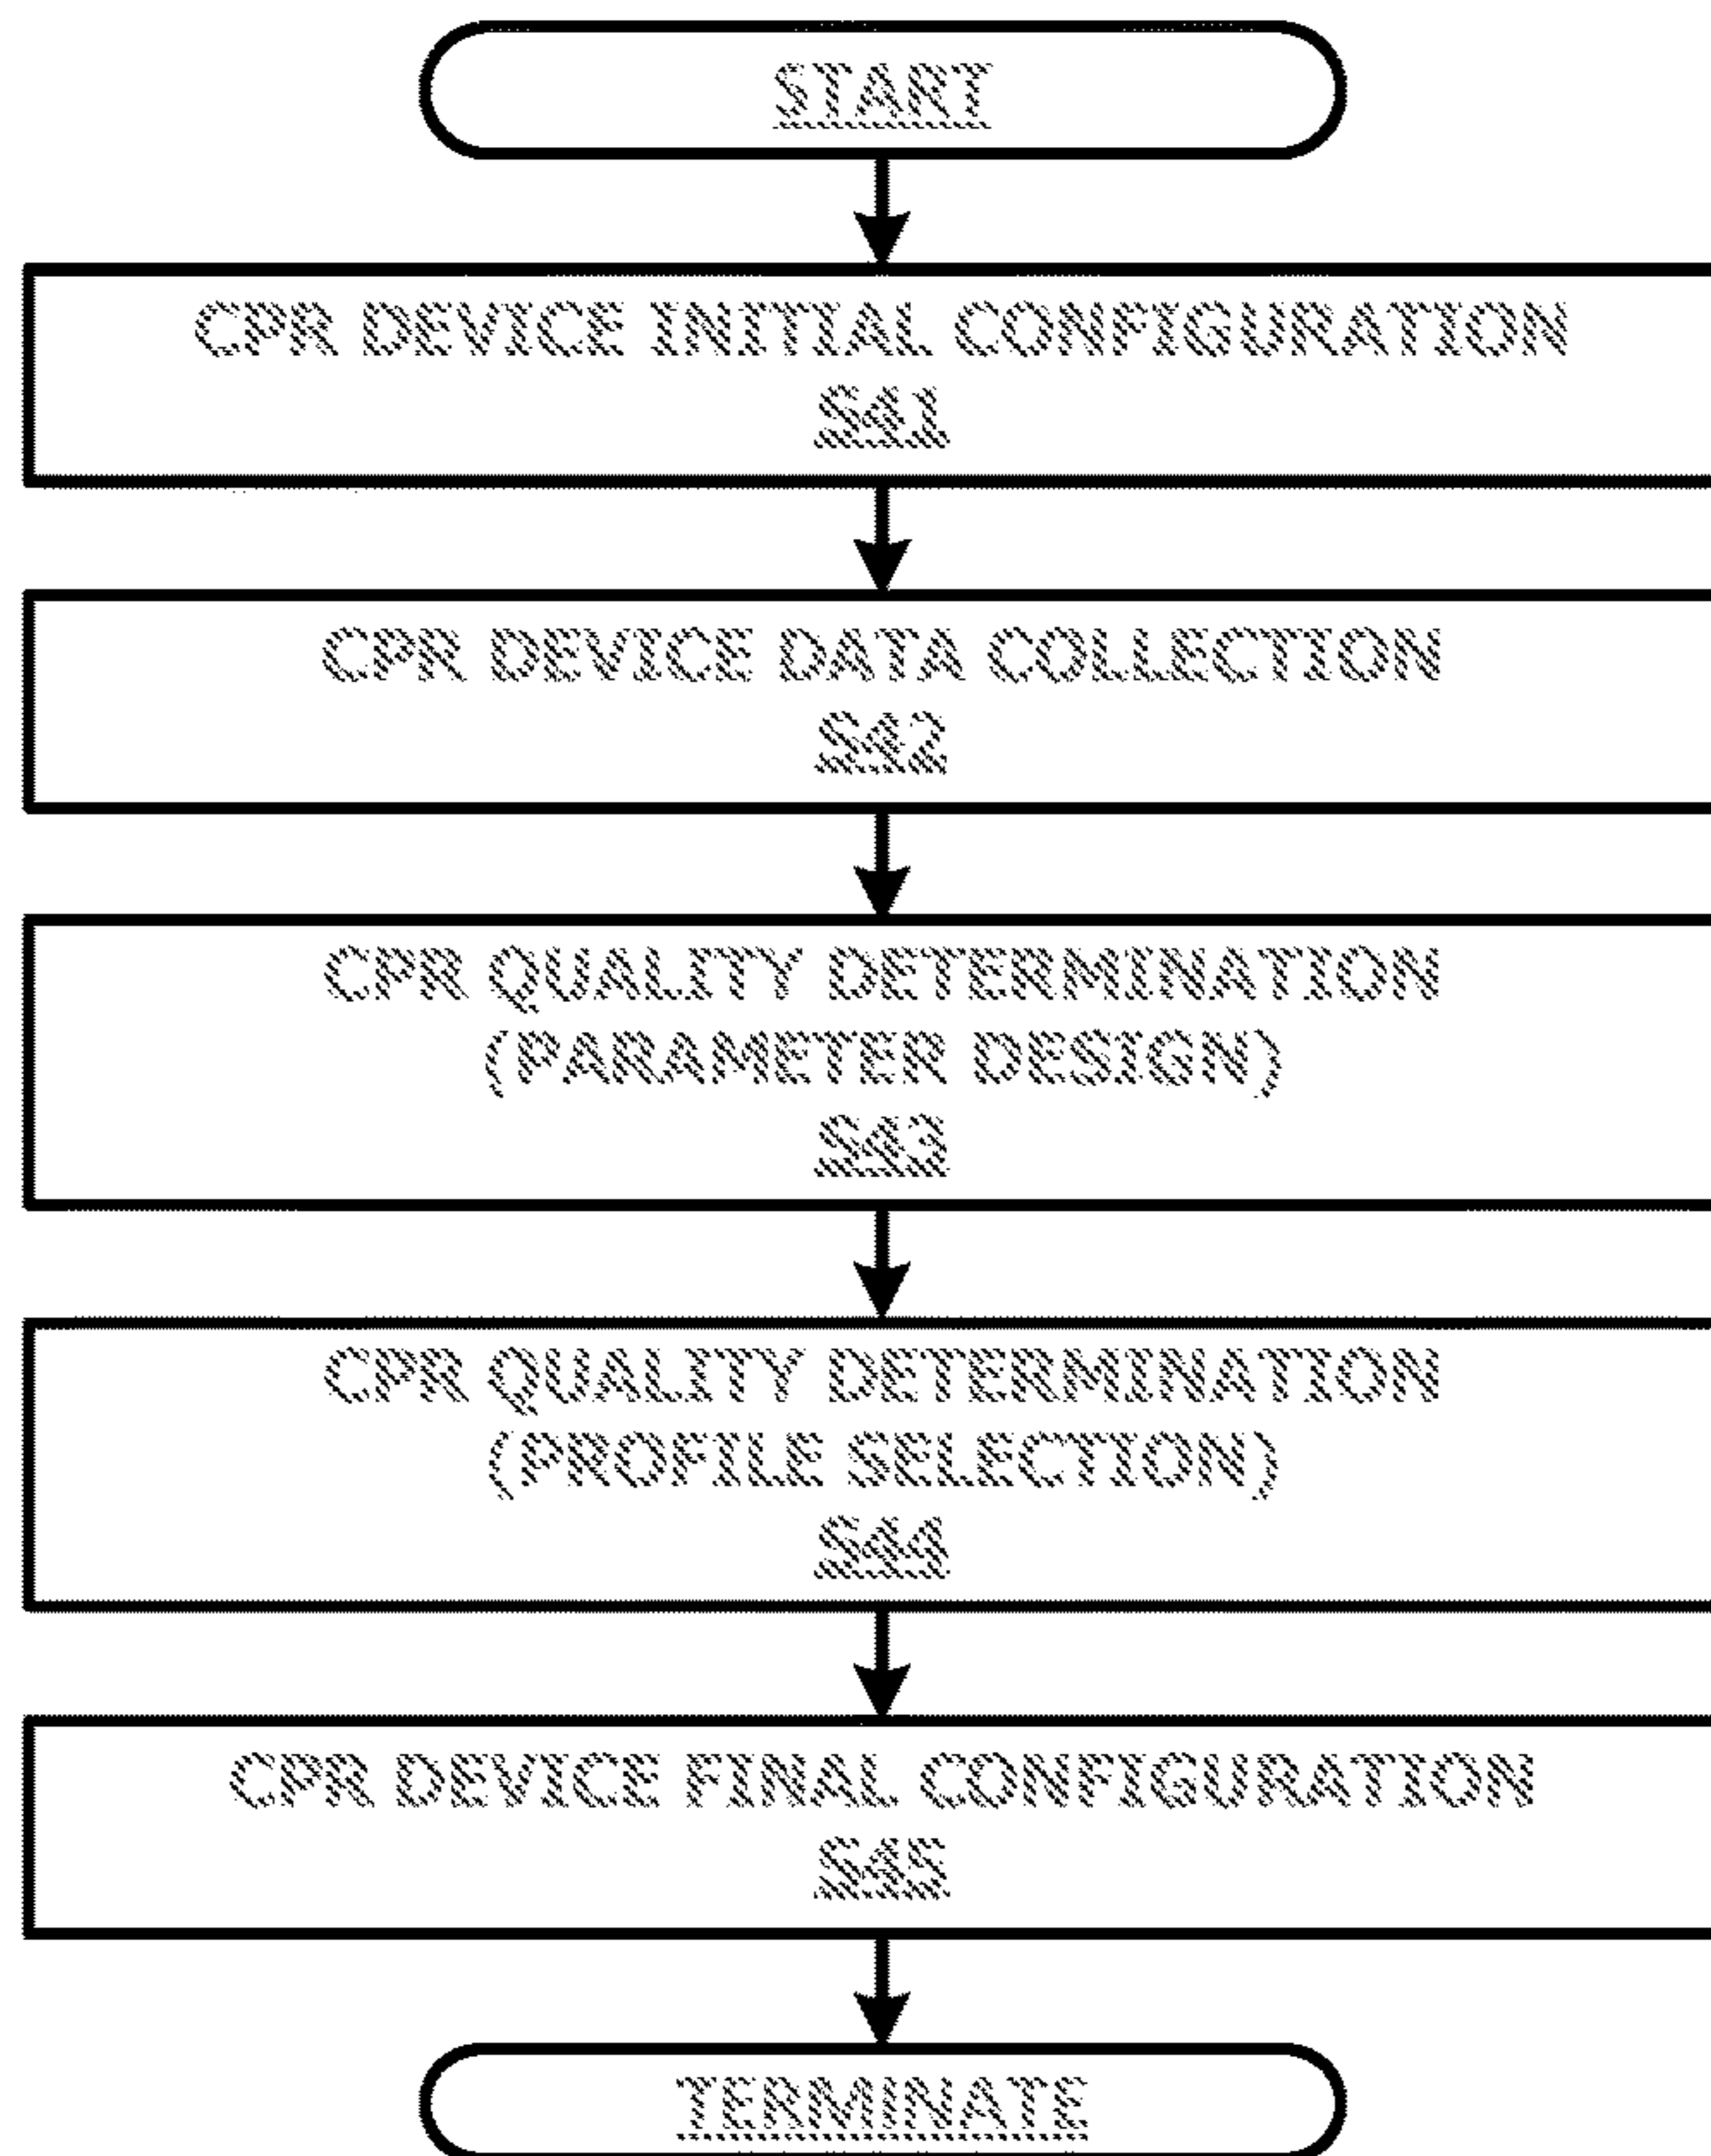 START
CPR DEVICE INITIAL CONFIGURATION
S41
CPR DEVICE DATA COLLECTION
S42
CPR QUALITY DETERMINATION
(PARAMETER DESIGN)
S43
CPR QUALITY DETERMINATION
(PROFILE SELECTION)
S44
CPR DEVICE FINAL CONFIGURATION
S45
TERMINATE